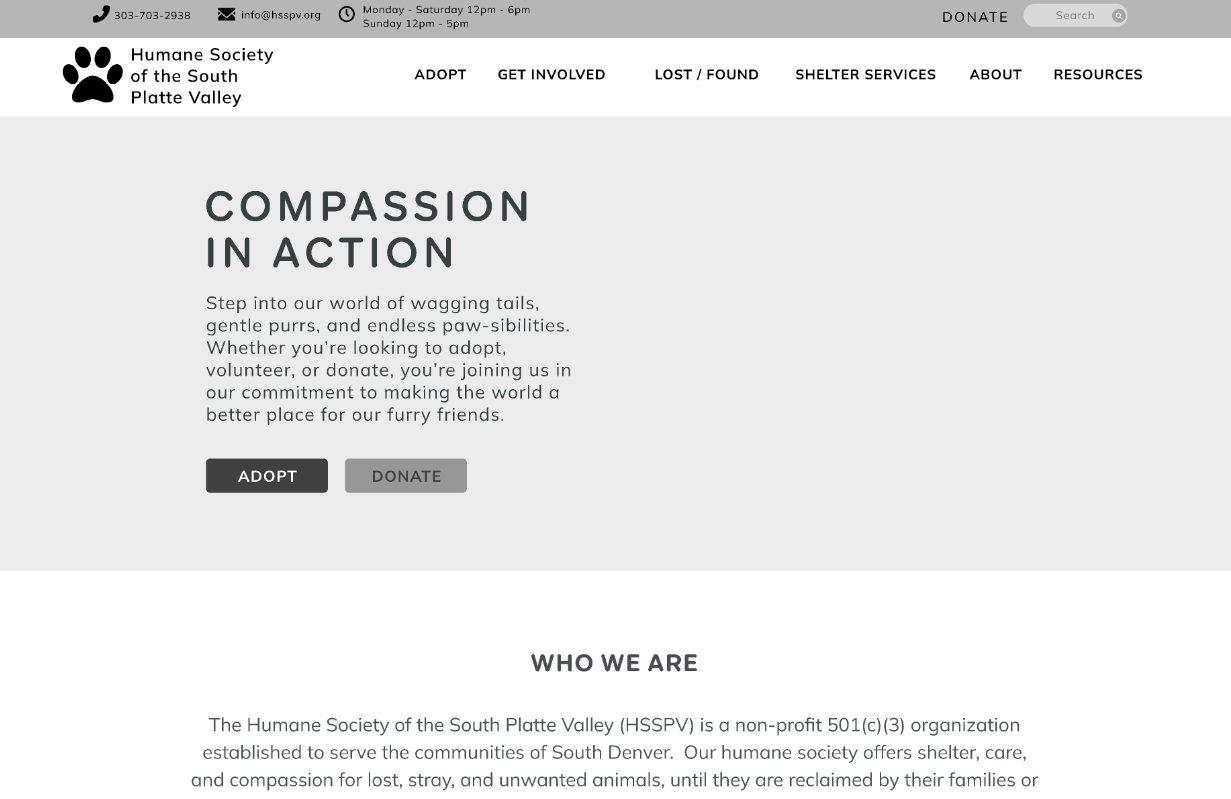 303-703-2938
info@hsspv.org
Monday - Saturday 12pm - 6pm
Sunday 12pm - 5pm
DONATE
Search
Humane Society
of the South
Platte Valley
ADOPT
GET INVOLVED
LOST / FOUND
SHELTER SERVICES
ABOUT
RESOURCES
COMPASSION
IN ACTION
Step into our world of wagging tails,
gentle purrs, and endless paw-sibilities.
Whether you're looking to adopt,
volunteer, or donate, you're joining us in
our commitment to making the world a
better place for our furry friends.
ADOPT
DONATE
WHO WE ARE
The Humane Society of the South Platte Valley (HSSPV) is a non-profit 501(c)(3) organization
established to serve the communities of South Denver.  Our humane society offers shelter, care,
and compassion for lost, stray, and unwanted animals, until they are reclaimed by their families or